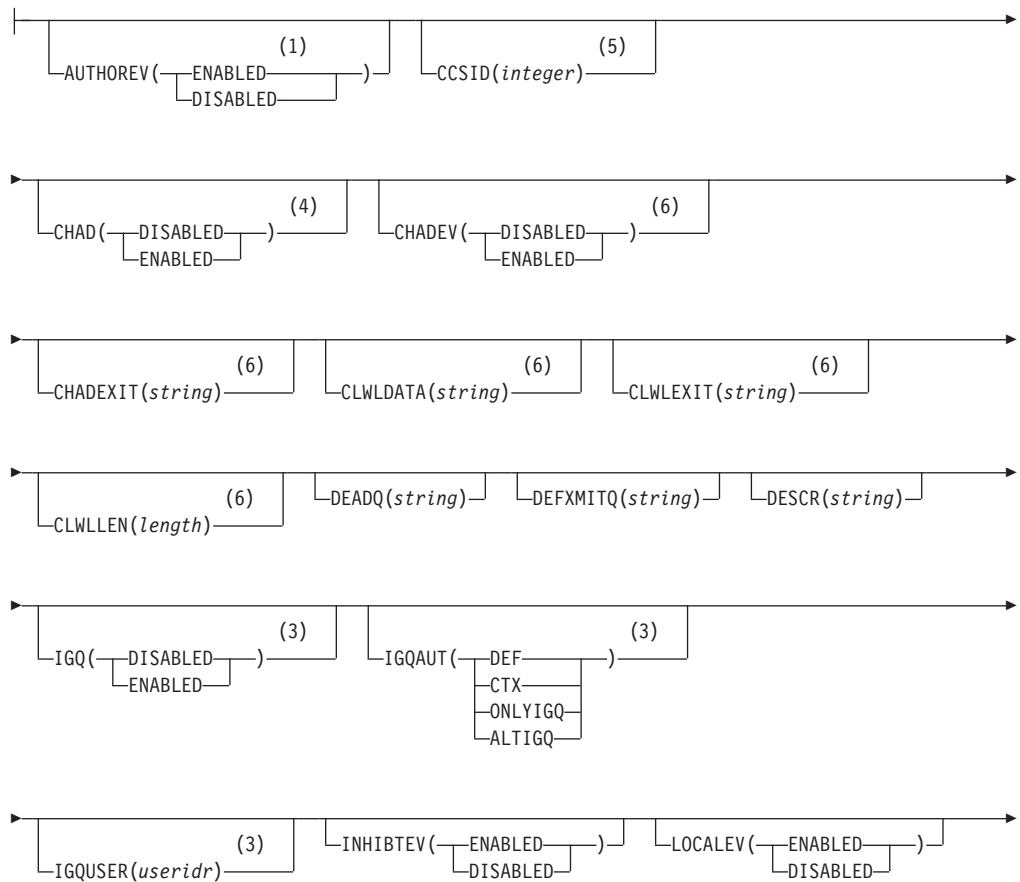 (1) (5)
AUTHOREV( ENABLED ) CCSID(integer)
DISABLED
(4) (6)
CHAD( DISABLED ) CHADEV( DISABLED )
ENABLED ENABLED
(6) (6) (6)
CHADEXIT(string) CLWLDATA(string) CLWLEXIT(string)
(6) DEADQ(string) DEFXMITQ(string) DESCR(string)
CLWLLEN(length)
(3) (3)
IGQ( DISABLED ) IGQAUT( DEF )
ENABLED CTX
ONLYIGQ
ALTIGQ
(3) INHIBTEV( ENABLED ) LOCALEV( ENABLED )
IGQUSER(useridr) DISABLED DISABLED